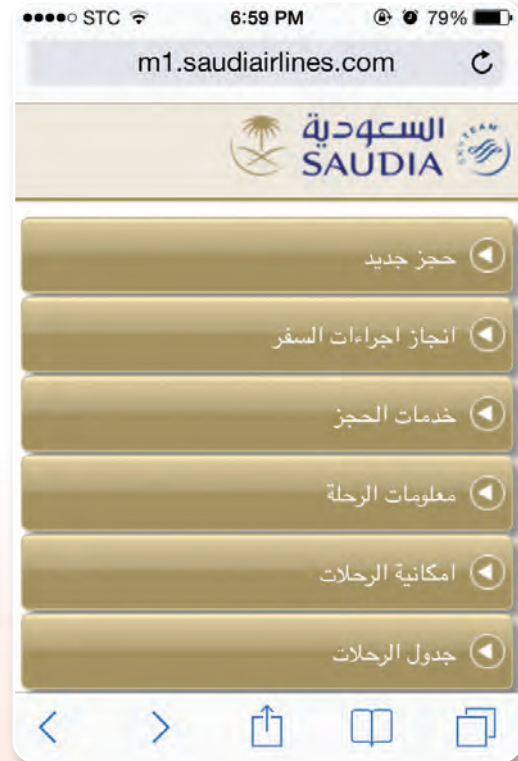 STC 6:59 PM 79%
m1.saudiairlines.com
السعودية
SAUDIA
SKYTEAM
حجز جديد
انجاز اجراءات السفر
خدمات الحجز
معلومات الرحلة
امكانية الرحلات
جدول الرحلات